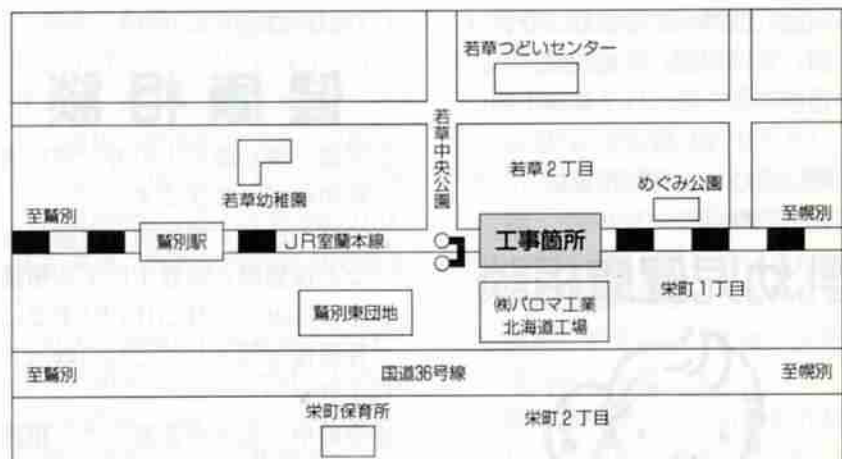 若草つどいセンター
若草中央公園
若草2丁目
めぐみ公園
若草幼稚園
至鷲別
至幌別
鷲別駅
JR室蘭本線
工事箇所
栄町1丁目
鷲別東団地
㈱パロマ工業
北海道工場
至鷲別
国道36号線
至幌別
栄町保育所
栄町2丁目